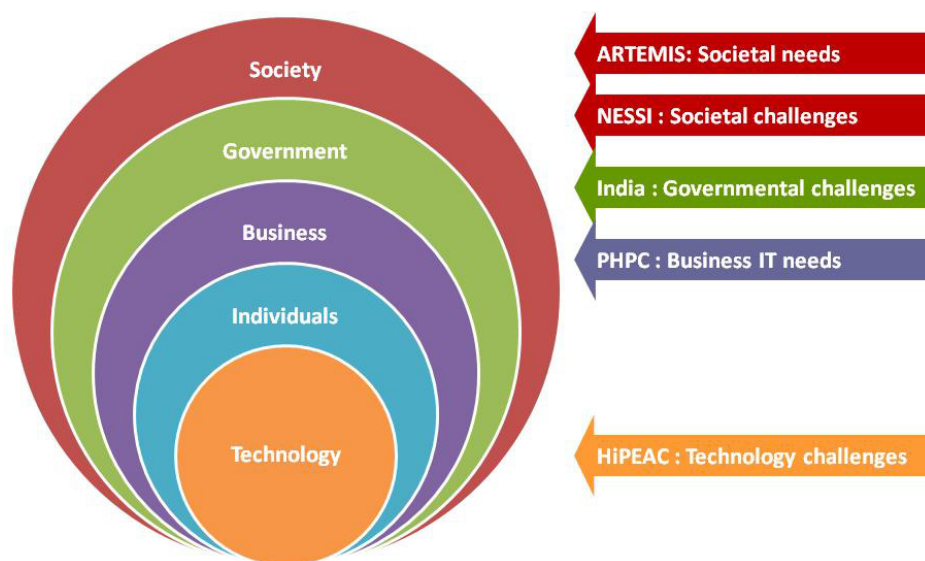 Society
Government
Business
Individuals
Technology
ARTEMIS: Societal needs
NESSI : Societal challenges
India : Governmental challenges
PHPC : Business IT needs
HiPEAC : Technology challenges